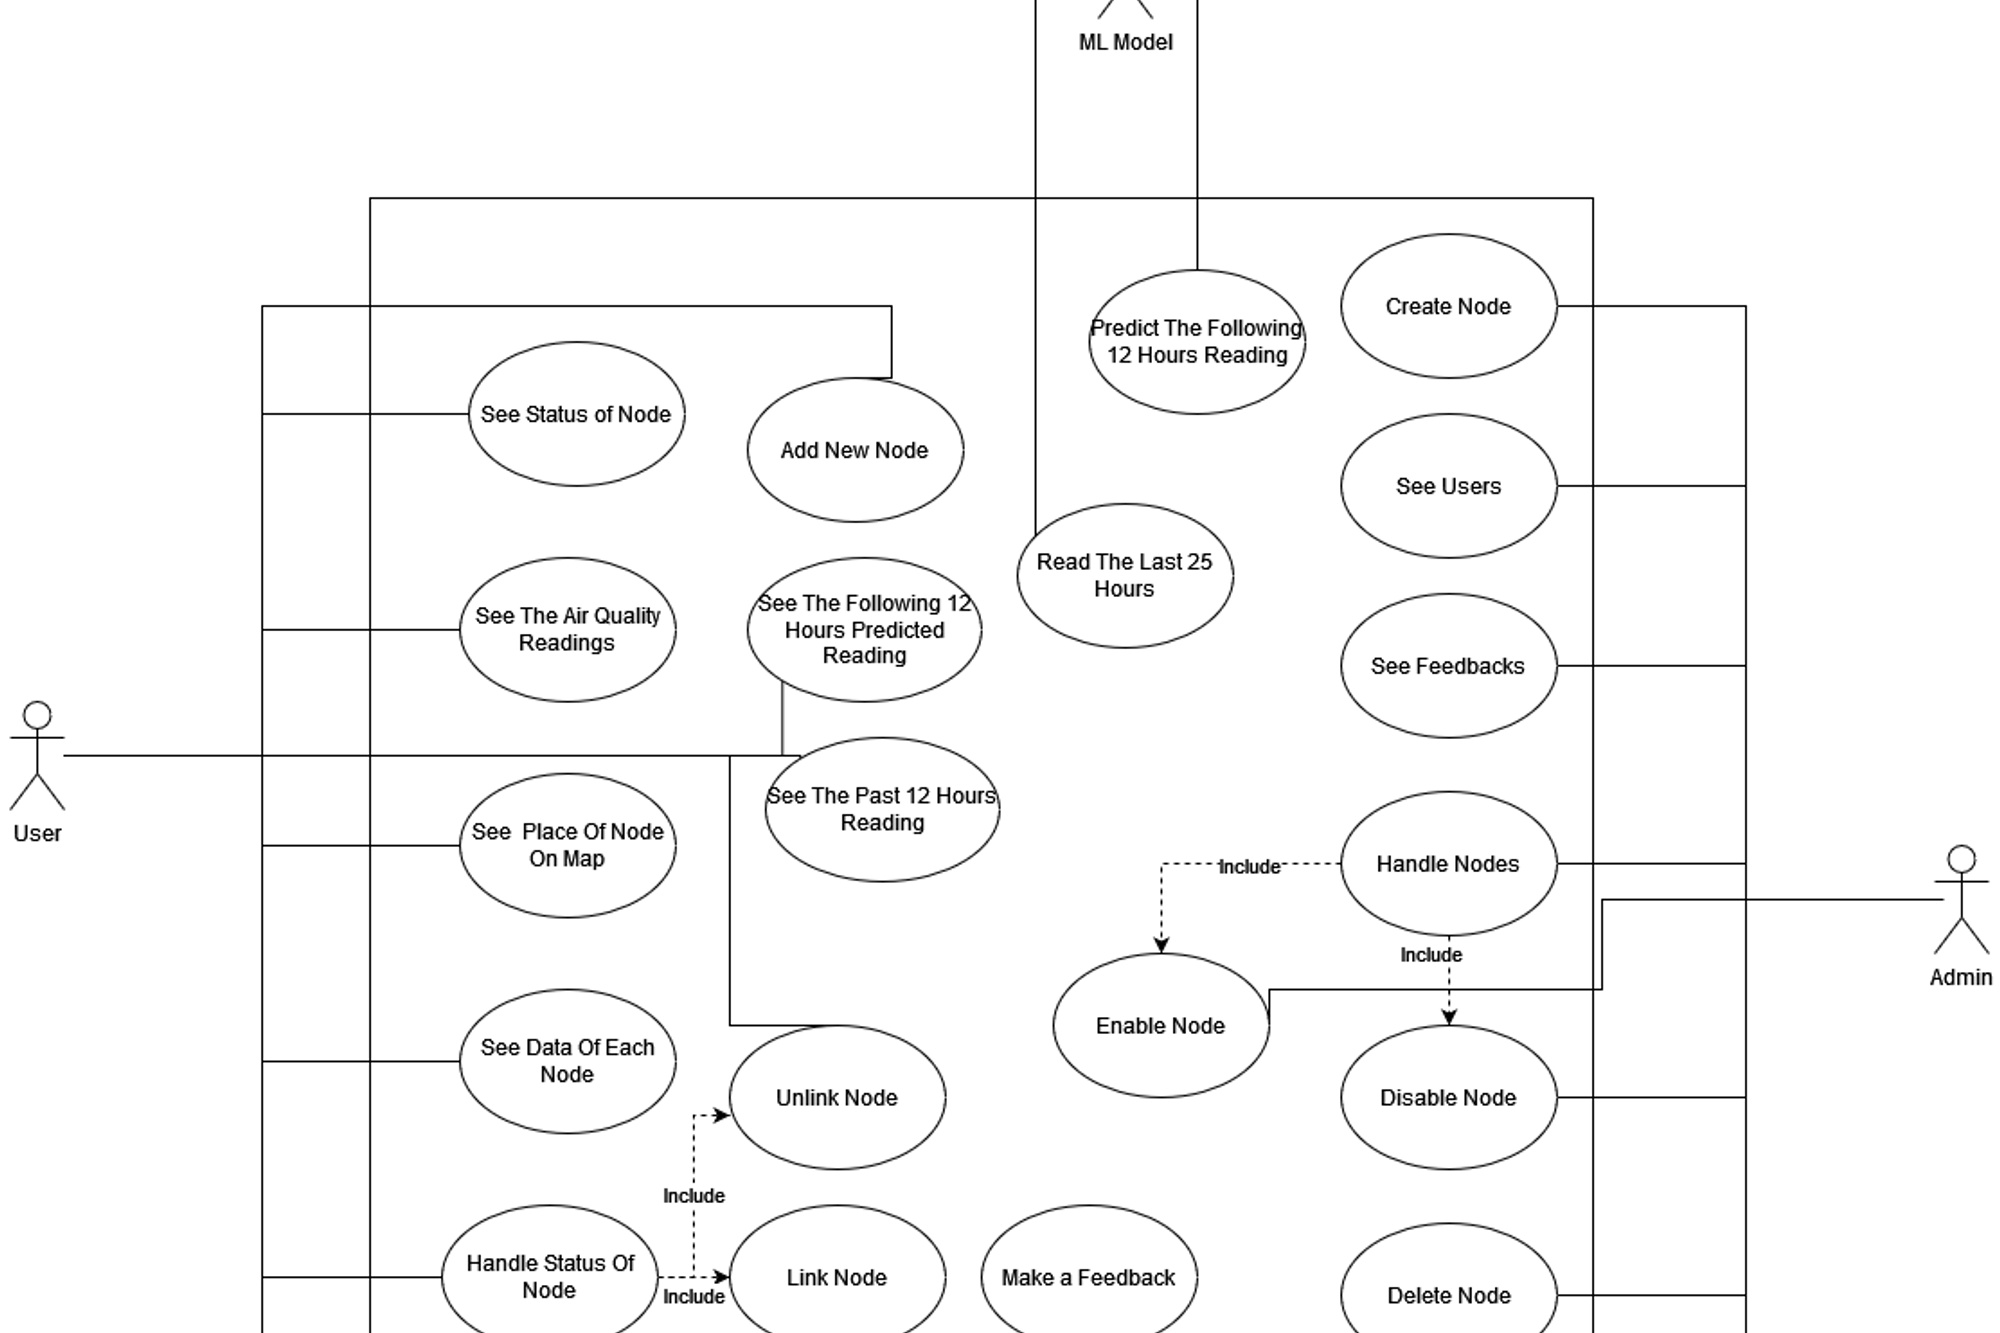 ML Model
Create Node
Predict The Following
12 Hours Reading
See Status of Node
Add New Node
See Users
Read The Last 25
Hours
See The Air Quality
Readings
See The Following 12
Hours Predicted
Reading
See Feedbacks
User
See  Place Of Node
On Map
See The Past 12 Hours
Reading
Include
Handle Nodes
Include
Admin
Enable Node
See Data Of Each
Node
Unlink Node
Disable Node
Include
Handle Status Of
Node
Include
Link Node
Make a Feedback
Delete Node